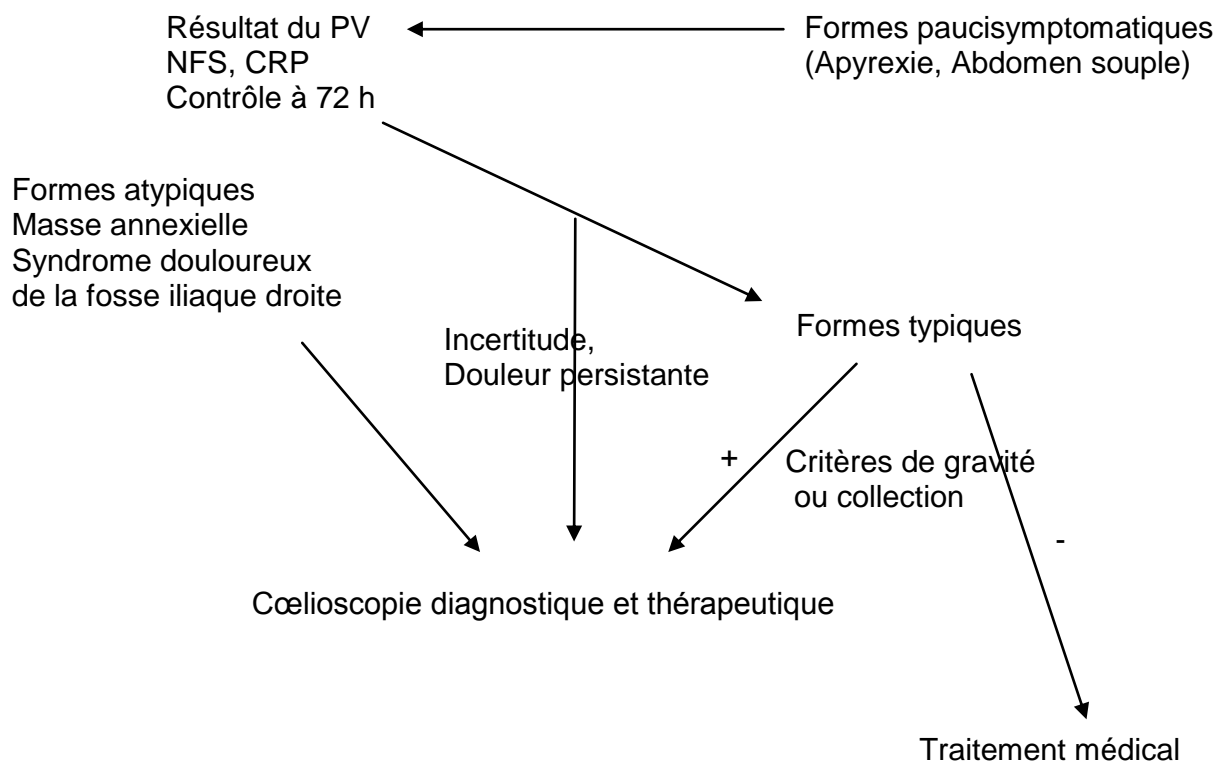 Résultat du PV
NFS, CRP
Contrôle à 72 h
Formes paucisymptomatiques
(Apyrexie, Abdomen souple)
Formes atypiques
Masse annexielle
Syndrome douloureux
de la fosse iliaque droite
Incertitude,
Douleur persistante
Formes typiques
+
Critères de gravité
ou collection
-
Cœlioscopie diagnostique et thérapeutique
Traitement médical